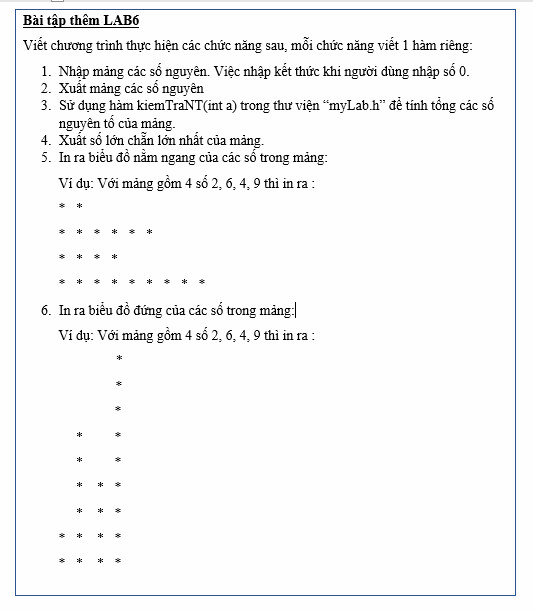 Bài tập thêm LAB6
Viết chương trình thực hiện các chức năng sau, mỗi chức năng viết 1 hàm riêng:
1. Nhập mảng các số nguyên. Việc nhập kết thức khi người dùng nhập số 0.
2. Xuất mảng các số nguyên
3. Sử dụng hàm kiemTraNT(int a) trong thư viện “myLab.h” để tính tổng các số
nguyên tố của mảng.
4. Xuất số lớn chẵn lớn nhất của mảng.
5. In ra biểu đồ nằm ngang của các số trong mảng:
Ví dụ: Với mảng gồm 4 số 2, 6, 4, 9 thì in ra :
* *
* * * * * *
* * * *
* * * * * * * * *
6. In ra biểu đồ đứng của các số trong mảng:
Ví dụ: Với mảng gồm 4 số 2, 6, 4, 9 thì in ra :
*
*
*
* *
* *
* * *
* * *
* * * *
* * * *